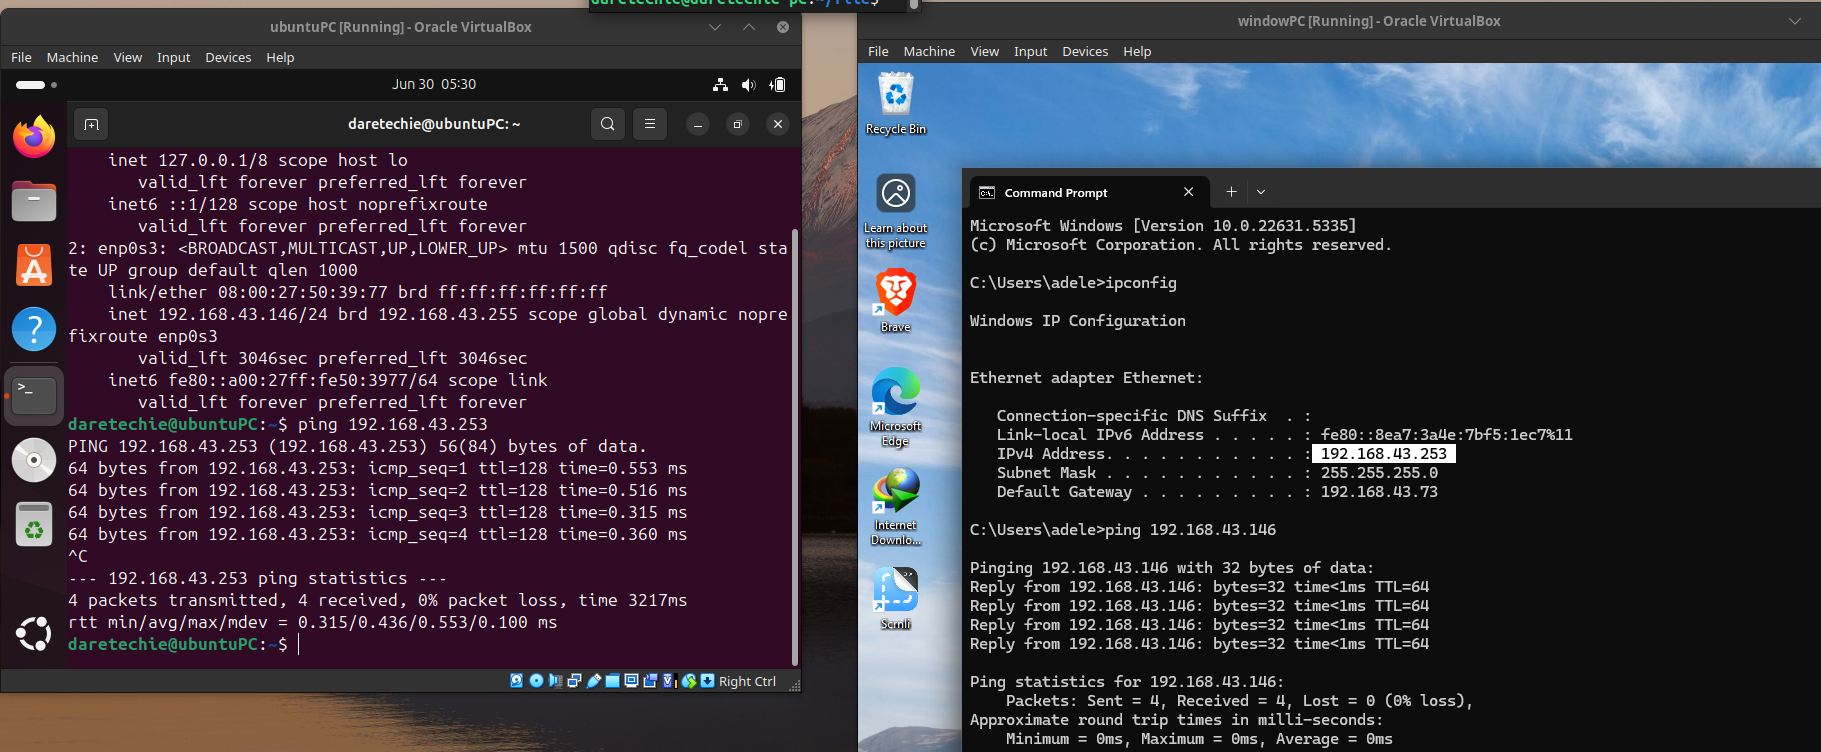 daretechie@daretechie-pc:~/File$
ubuntuPC [Running] - Oracle VirtualBox
File Machine View Input Devices Help
Jun 30 05:30
daretechie@ubuntuPC: ~
inet 127.0.0.1/8 scope host lo
valid_lft forever preferred_lft forever
inet6 ::1/128 scope host noprefixroute
valid_lft forever preferred_lft forever
2: enp0s3: <BROADCAST,MULTICAST,UP,LOWER_UP> mtu 1500 qdisc fq_codel sta
te UP group default qlen 1000
link/ether 08:00:27:50:39:77 brd ff:ff:ff:ff:ff:ff
inet 192.168.43.146/24 brd 192.168.43.255 scope global dynamic nopre
fixroute enp0s3
valid_lft 3046sec preferred_lft 3046sec
inet6 fe80::a00:27ff:fe50:3977/64 scope link
valid_lft forever preferred_lft forever
daretechie@ubuntuPC:~$ ping 192.168.43.253
PING 192.168.43.253 (192.168.43.253) 56(84) bytes of data.
64 bytes from 192.168.43.253: icmp_seq=1 ttl=128 time=0.553 ms
64 bytes from 192.168.43.253: icmp_seq=2 ttl=128 time=0.516 ms
64 bytes from 192.168.43.253: icmp_seq=3 ttl=128 time=0.315 ms
64 bytes from 192.168.43.253: icmp_seq=4 ttl=128 time=0.360 ms
^C
--- 192.168.43.253 ping statistics ---
4 packets transmitted, 4 received, 0% packet loss, time 3217ms
rtt min/avg/max/mdev = 0.315/0.436/0.553/0.100 ms
daretechie@ubuntuPC:~$
Right Ctrl
windowPC [Running] - Oracle VirtualBox
File Machine View Input Devices Help
Recycle Bin
Learn about
this picture
Brave
Microsoft
Edge
Internet
Downlo...
Scrnli
Command Prompt
Microsoft Windows [Version 10.0.22631.5335]
(c) Microsoft Corporation. All rights reserved.
C:\Users\adele>ipconfig
Windows IP Configuration
Ethernet adapter Ethernet:
Connection-specific DNS Suffix . :
Link-local IPv6 Address . . . . . : fe80::8ea7:3a4e:7bf5:1ec7%11
IPv4 Address. . . . . . . . . . . : 192.168.43.253
Subnet Mask . . . . . . . . . . . : 255.255.255.0
Default Gateway . . . . . . . . . : 192.168.43.73
C:\Users\adele>ping 192.168.43.146
Pinging 192.168.43.146 with 32 bytes of data:
Reply from 192.168.43.146: bytes=32 time<1ms TTL=64
Reply from 192.168.43.146: bytes=32 time<1ms TTL=64
Reply from 192.168.43.146: bytes=32 time<1ms TTL=64
Reply from 192.168.43.146: bytes=32 time<1ms TTL=64
Ping statistics for 192.168.43.146:
Packets: Sent = 4, Received = 4, Lost = 0 (0% loss),
Approximate round trip times in milli-seconds:
Minimum = 0ms, Maximum = 0ms, Average = 0ms